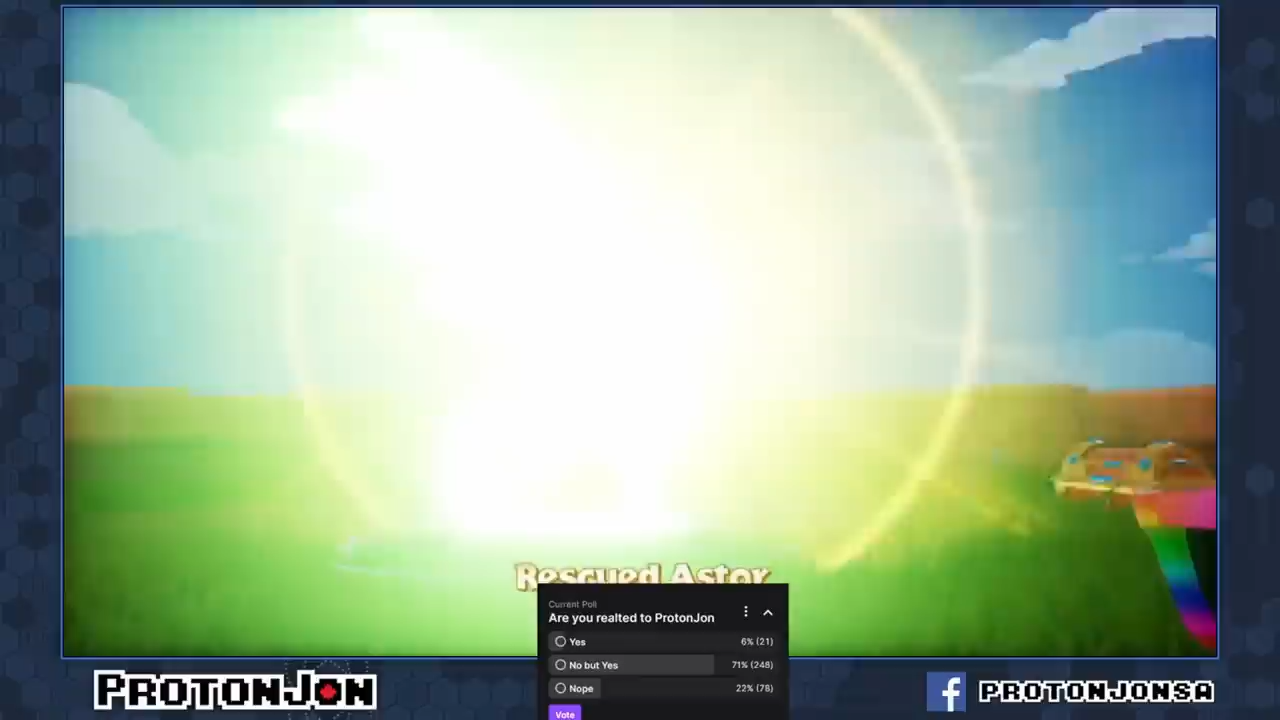 Rescued Astor
Current Poll
Are you realted to ProtonJon
Yes 6% (21)
No but Yes 71% (248)
Nope 22% (78)
Vote
PROTONJON
f PROTONJONSA